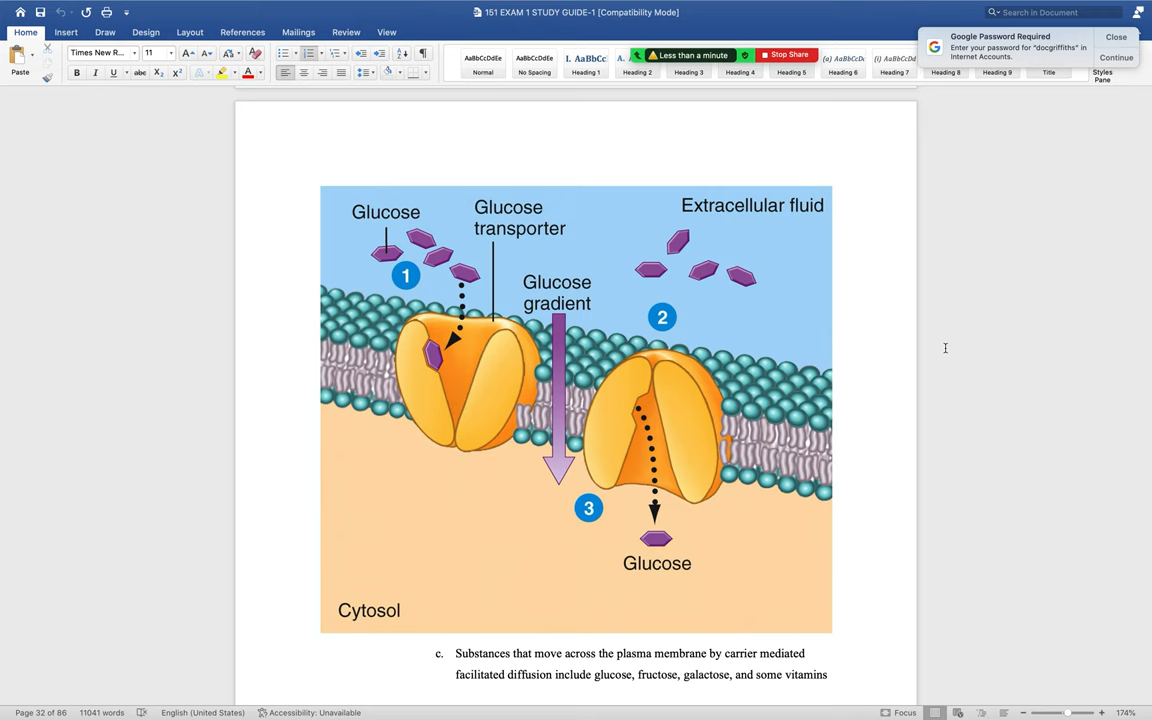 151 EXAM 1 STUDY GUIDE-1 [Compatibility Mode]
Search in Document
Home Insert Draw Design Layout References Mailings Review View
Google Password Required
Enter your password for "docgriffiths" in
Internet Accounts.
Close
Continue
Paste
Times New R... 11
AaBbCcDdEe Normal
AaBbCcDdEe No Spacing
I. AaBbCc Heading 1
A. Heading 2
Heading 3
Heading 4
Heading 5
(a) AaBbCcDc Heading 6
(i) AaBbCcDd Heading 7
Heading 8
Heading 9
Title
Styles
Pane
Less than a minute
Stop Share
Glucose
Glucose
transporter
Extracellular fluid
Glucose
gradient
1
2
3
Glucose
Cytosol
c. Substances that move across the plasma membrane by carrier mediated
facilitated diffusion include glucose, fructose, galactose, and some vitamins
Page 32 of 86 11041 words English (United States) Accessibility: Unavailable Focus 174%